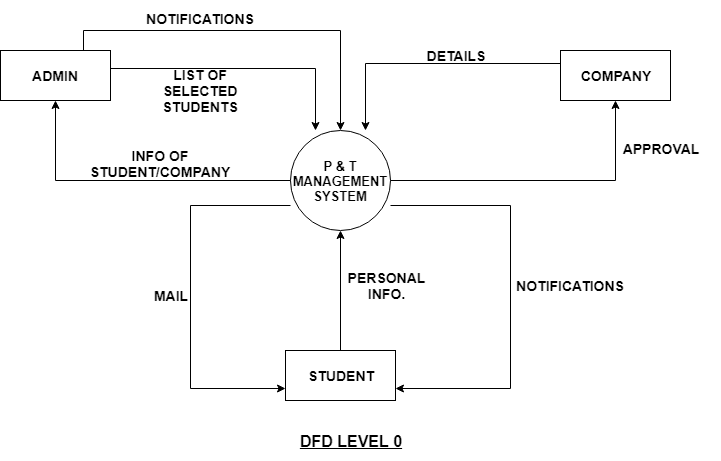 NOTIFICATIONS
ADMIN
LIST OF
SELECTED
STUDENTS
DETAILS
COMPANY
INFO OF
STUDENT/COMPANY
P & T
MANAGEMENT
SYSTEM
APPROVAL
MAIL
PERSONAL
INFO.
NOTIFICATIONS
STUDENT
DFD LEVEL 0